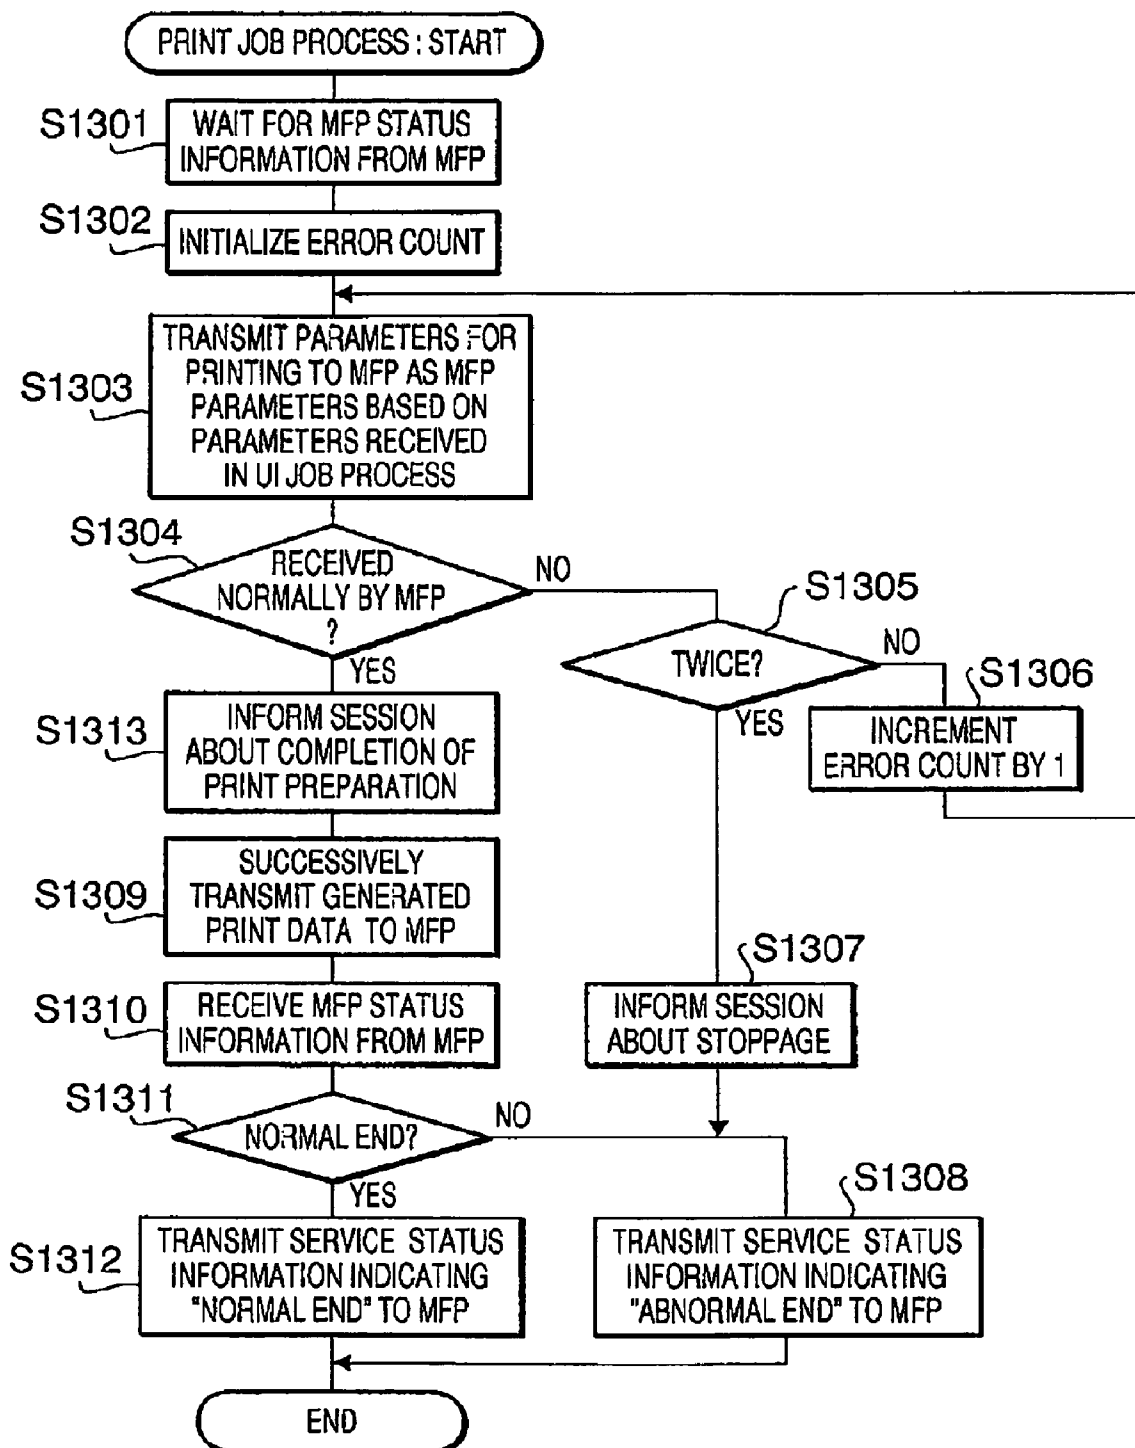 PRINT JOB PROCESS : START
S1301
WAIT FOR MFP STATUS
INFORMATION FROM MFP
S1302
INITIALIZE ERROR COUNT
S1303
TRANSMIT PARAMETERS FOR
PRINTING TO MFP AS MFP
PARAMETERS BASED ON
PARAMETERS RECEIVED
IN UI JOB PROCESS
S1304
RECEIVED
NORMALLY BY MFP
?
NO
YES
S1305
TWICE?
NO
YES
S1306
INCREMENT
ERROR COUNT BY 1
S1313
INFORM SESSION
ABOUT COMPLETION OF
PRINT PREPARATION
S1309
SUCCESSIVELY
TRANSMIT GENERATED
PRINT DATA TO MFP
S1307
INFORM SESSION
ABOUT STOPPAGE
S1310
RECEIVE MFP STATUS
INFORMATION FROM MFP
S1311
NORMAL END?
NO
YES
S1308
TRANSMIT SERVICE STATUS
INFORMATION INDICATING
"ABNORMAL END" TO MFP
S1312
TRANSMIT SERVICE STATUS
INFORMATION INDICATING
"NORMAL END" TO MFP
END